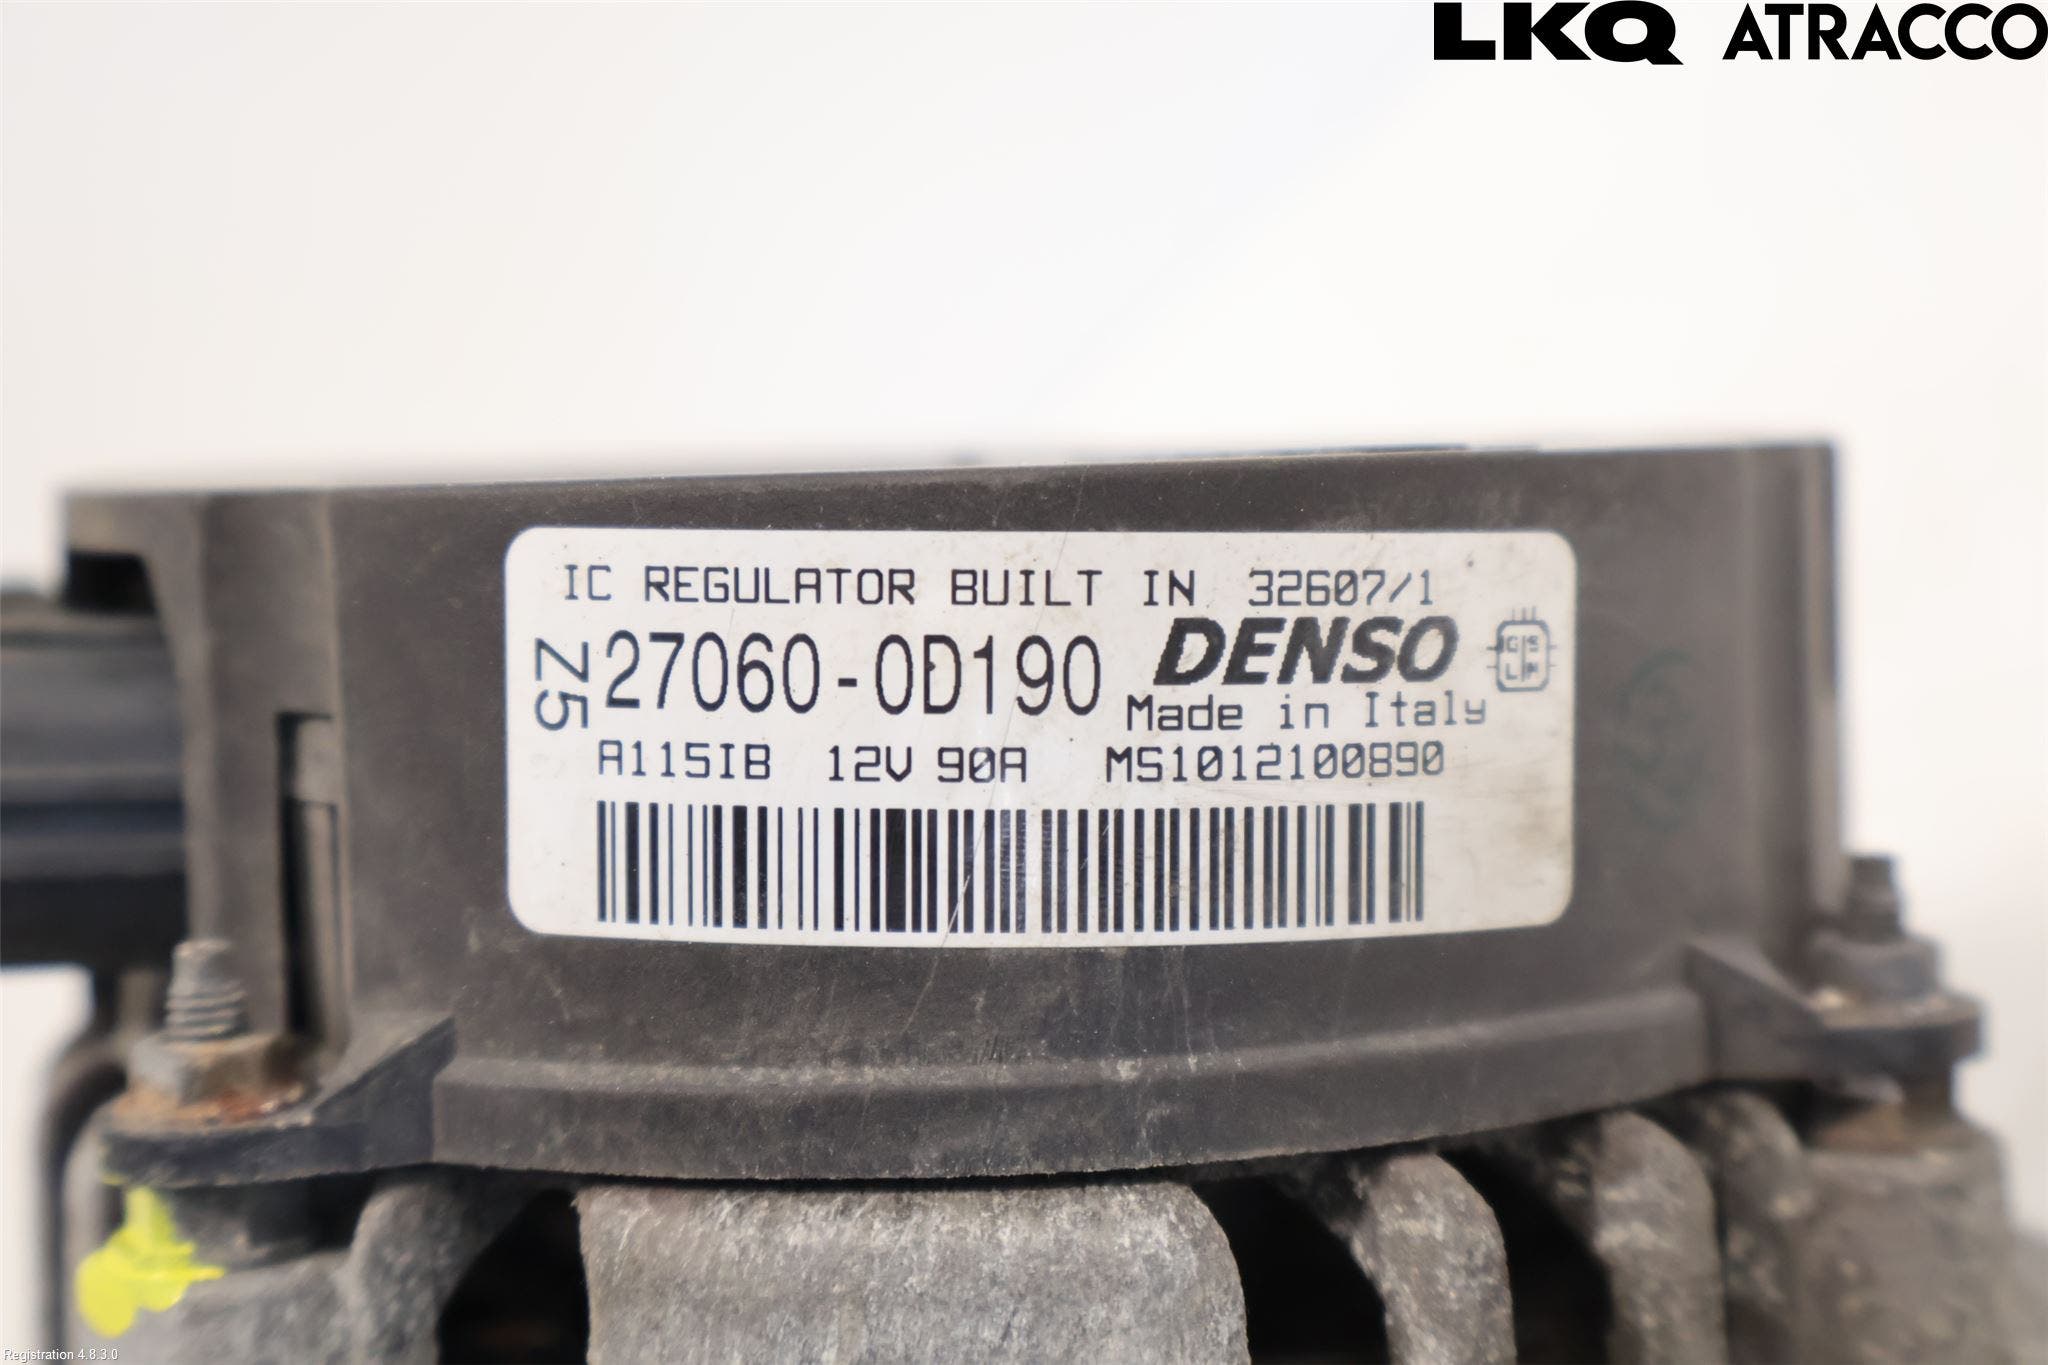 LKQ ATRACCO
IC REGULATOR BUILT IN 32607/1
Z5 27060-0D190 DENSO
Made in Italy
A115IB 12V 90A MS1012100890
Registration 4.8.3.0